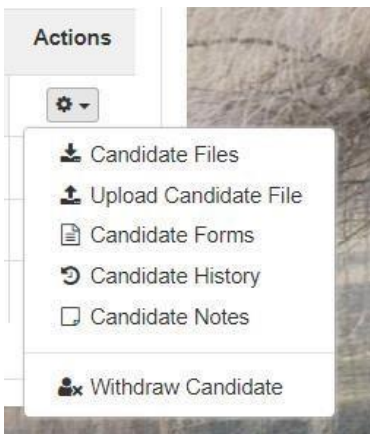 Actions
Candidate Files
Upload Candidate File
Candidate Forms
Candidate History
Candidate Notes
Withdraw Candidate